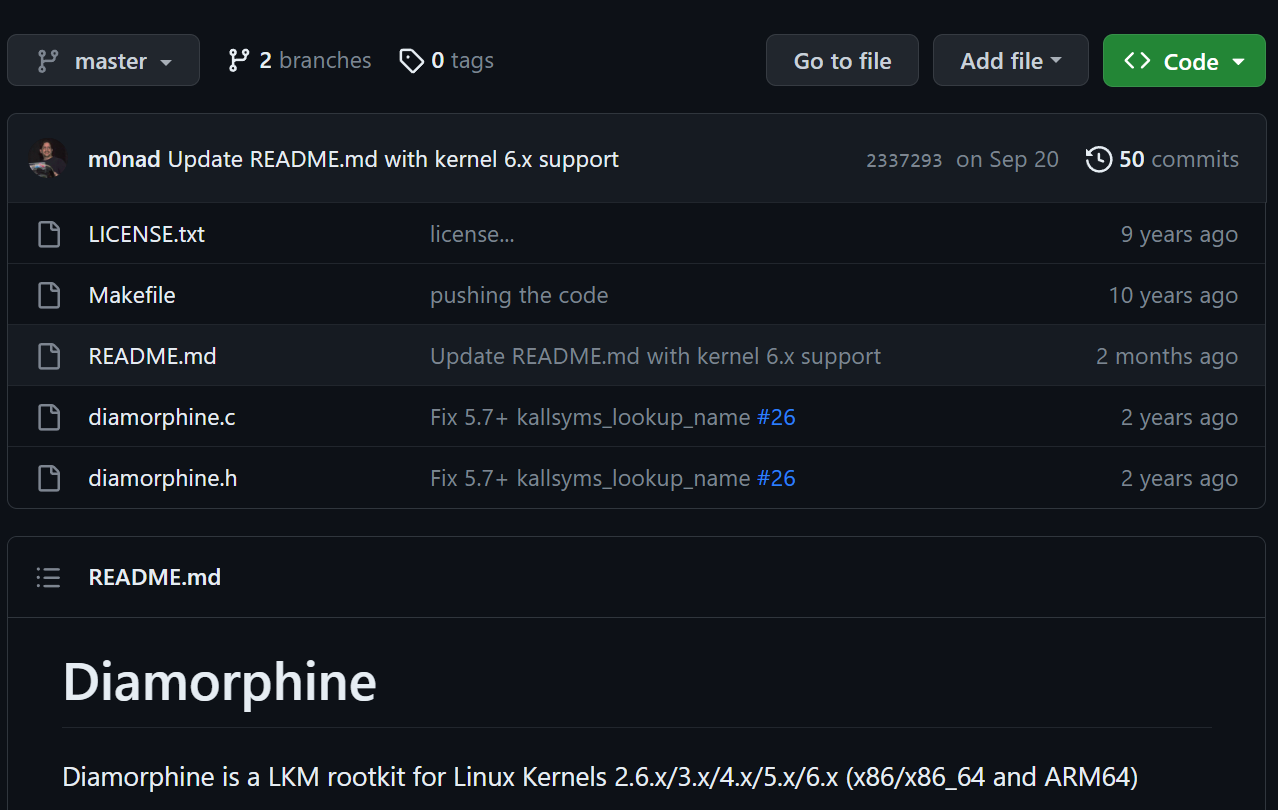 master 2 branches 0 tags Go to file Add file Code
m0nad Update README.md with kernel 6.x support 2337293 on Sep 20 50 commits
LICENSE.txt license... 9 years ago
Makefile pushing the code 10 years ago
README.md Update README.md with kernel 6.x support 2 months ago
diamorphine.c Fix 5.7+ kallsyms_lookup_name #26 2 years ago
diamorphine.h Fix 5.7+ kallsyms_lookup_name #26 2 years ago
README.md
Diamorphine
Diamorphine is a LKM rootkit for Linux Kernels 2.6.x/3.x/4.x/5.x/6.x (x86/x86_64 and ARM64)